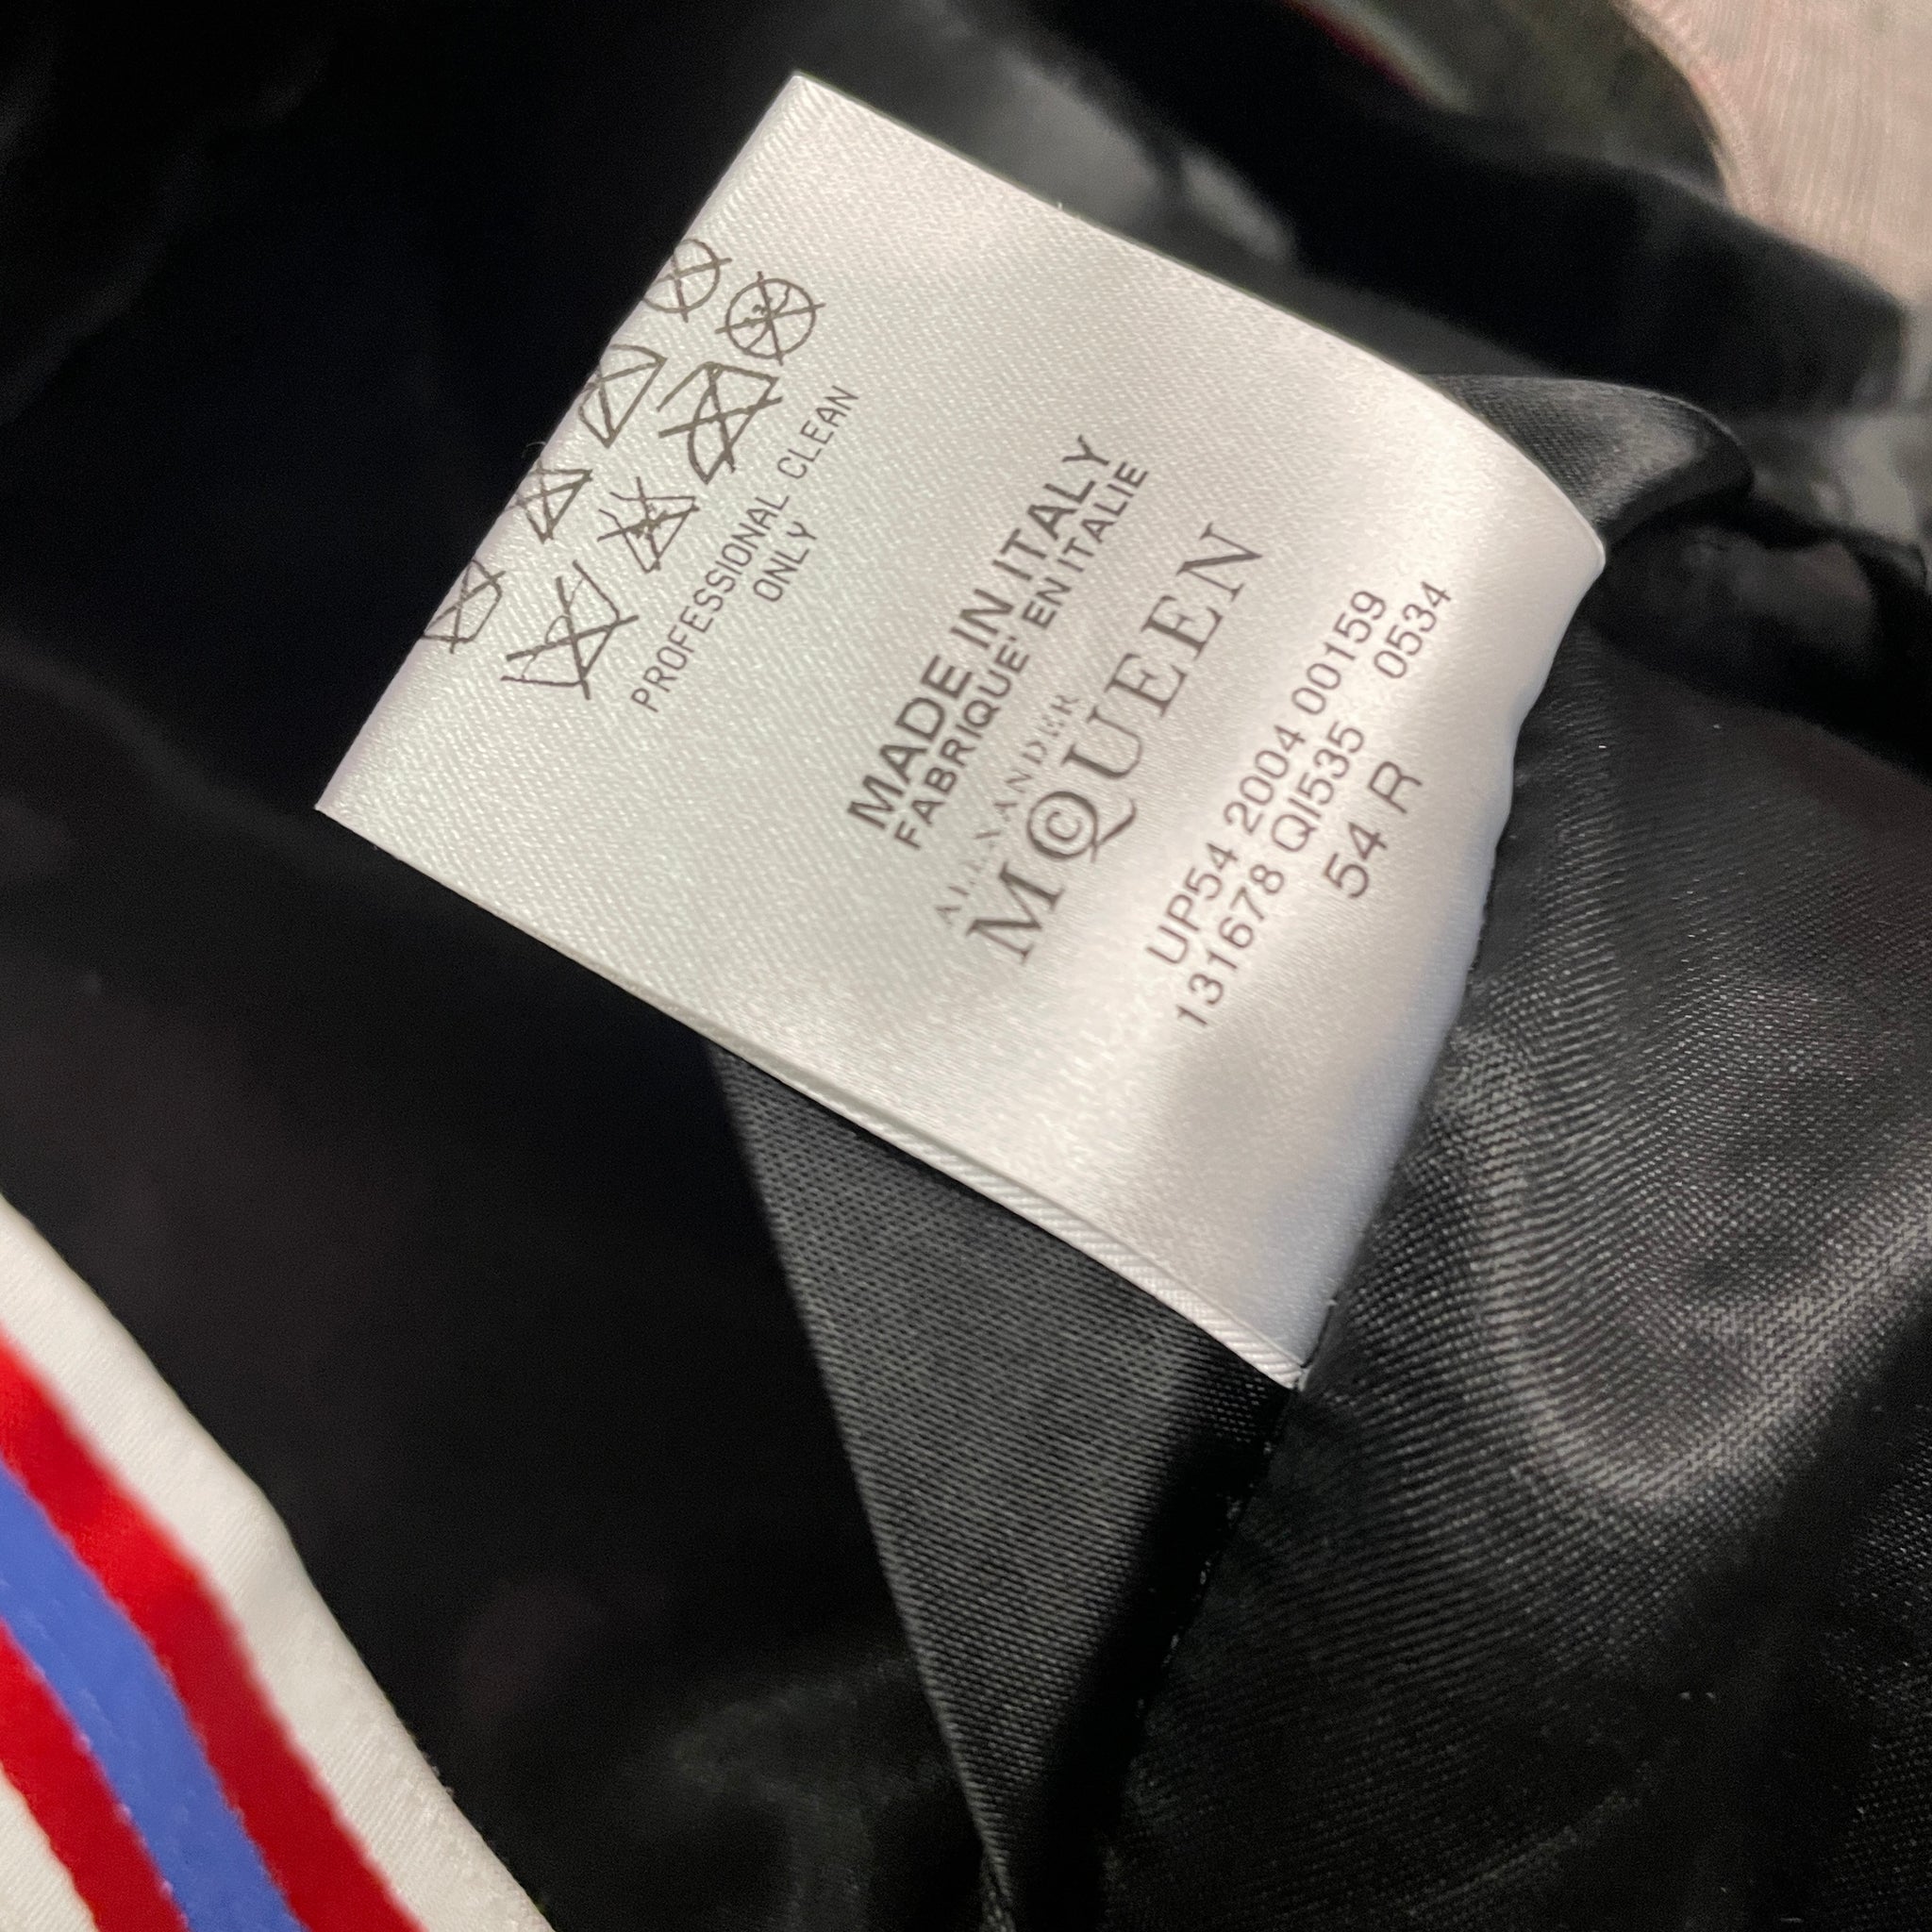 PROFESSIONAL CLEAN
ONLY
MADE IN ITALY
FABRIQUE' EN ITALIE
ALEXANDER
McQUEEN
UP54 2004 00159
131678 QI535 0534
54 R